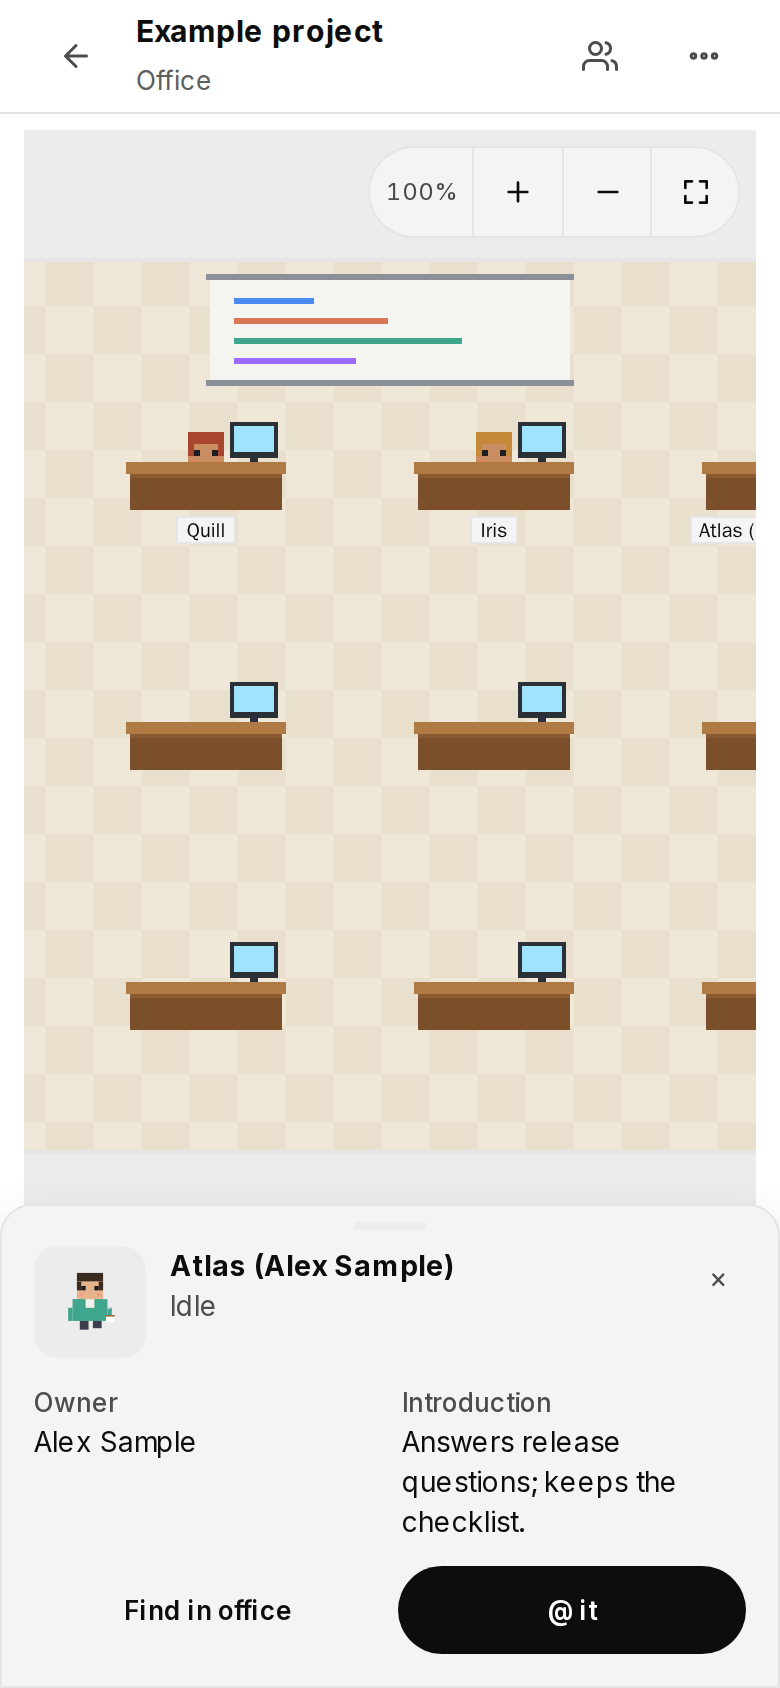 Example project
Office
100%
Quill
Iris
Atlas (
Atlas (Alex Sample)
Idle
Owner
Alex Sample
Introduction
Answers release
questions; keeps the
checklist.
Find in office
@ it